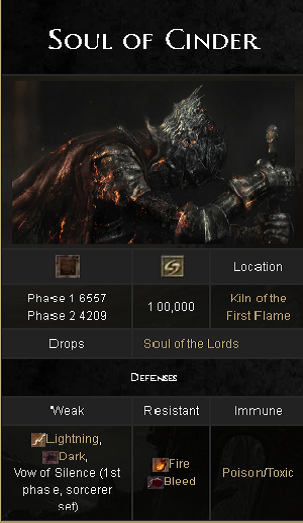 Soul of Cinder
Location
Phase 1 6557
Phase 2 4209
1 00,000
Kiln of the
First Flame
Drops
Soul of the Lords
Defenses
Weak
Resistant
Immune
Lightning,
Dark,
Vow of Silence (1st
phase, sorcerer
set)
Fire
Bleed
Poison/Toxic